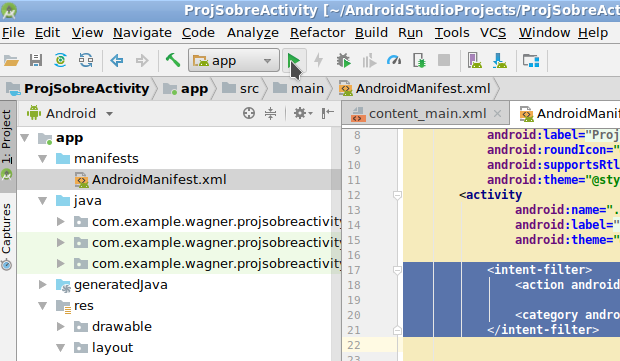 ProjSobreActivity [~/AndroidStudioProjects/ProjSobreAct
File Edit View Navigate Code Analyze Refactor Build Run Tools VCS Window Help
app
ProjSobreActivity app src main AndroidManifest.xml
1: Project
Captures
Android
content_main.xml
AndroidManif
app
manifests
AndroidManifest.xml
java
com.example.wagner.projsobreactivity
com.example.wagner.projsobreactivity
com.example.wagner.projsobreactivity
generatedJava
res
drawable
layout
8 android:label="Proj
9 android:roundIcon="
10 android:supportsRtl
11 android:theme="@sty
12 <activity
13 android:name=".
14 android:label="
15 android:theme="
16
17 <intent-filter>
18 <action android
19
20 <category andro
21 </intent-filter>
22
23